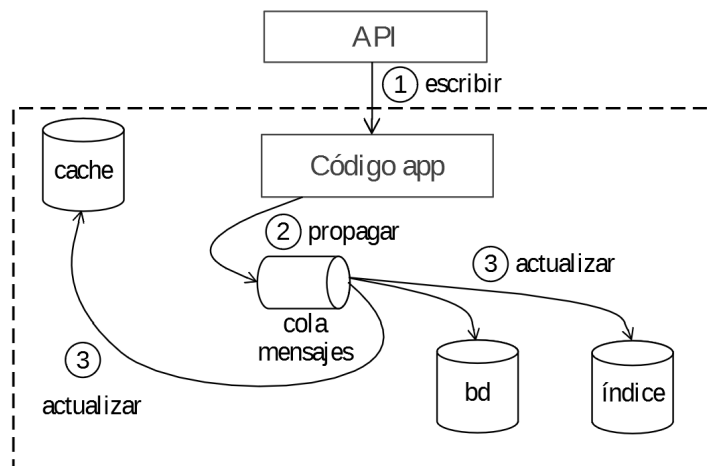 API
1 escribir
cache
Código app
2 propagar
3 actualizar
cola
mensajes
3
actualizar
bd
índice